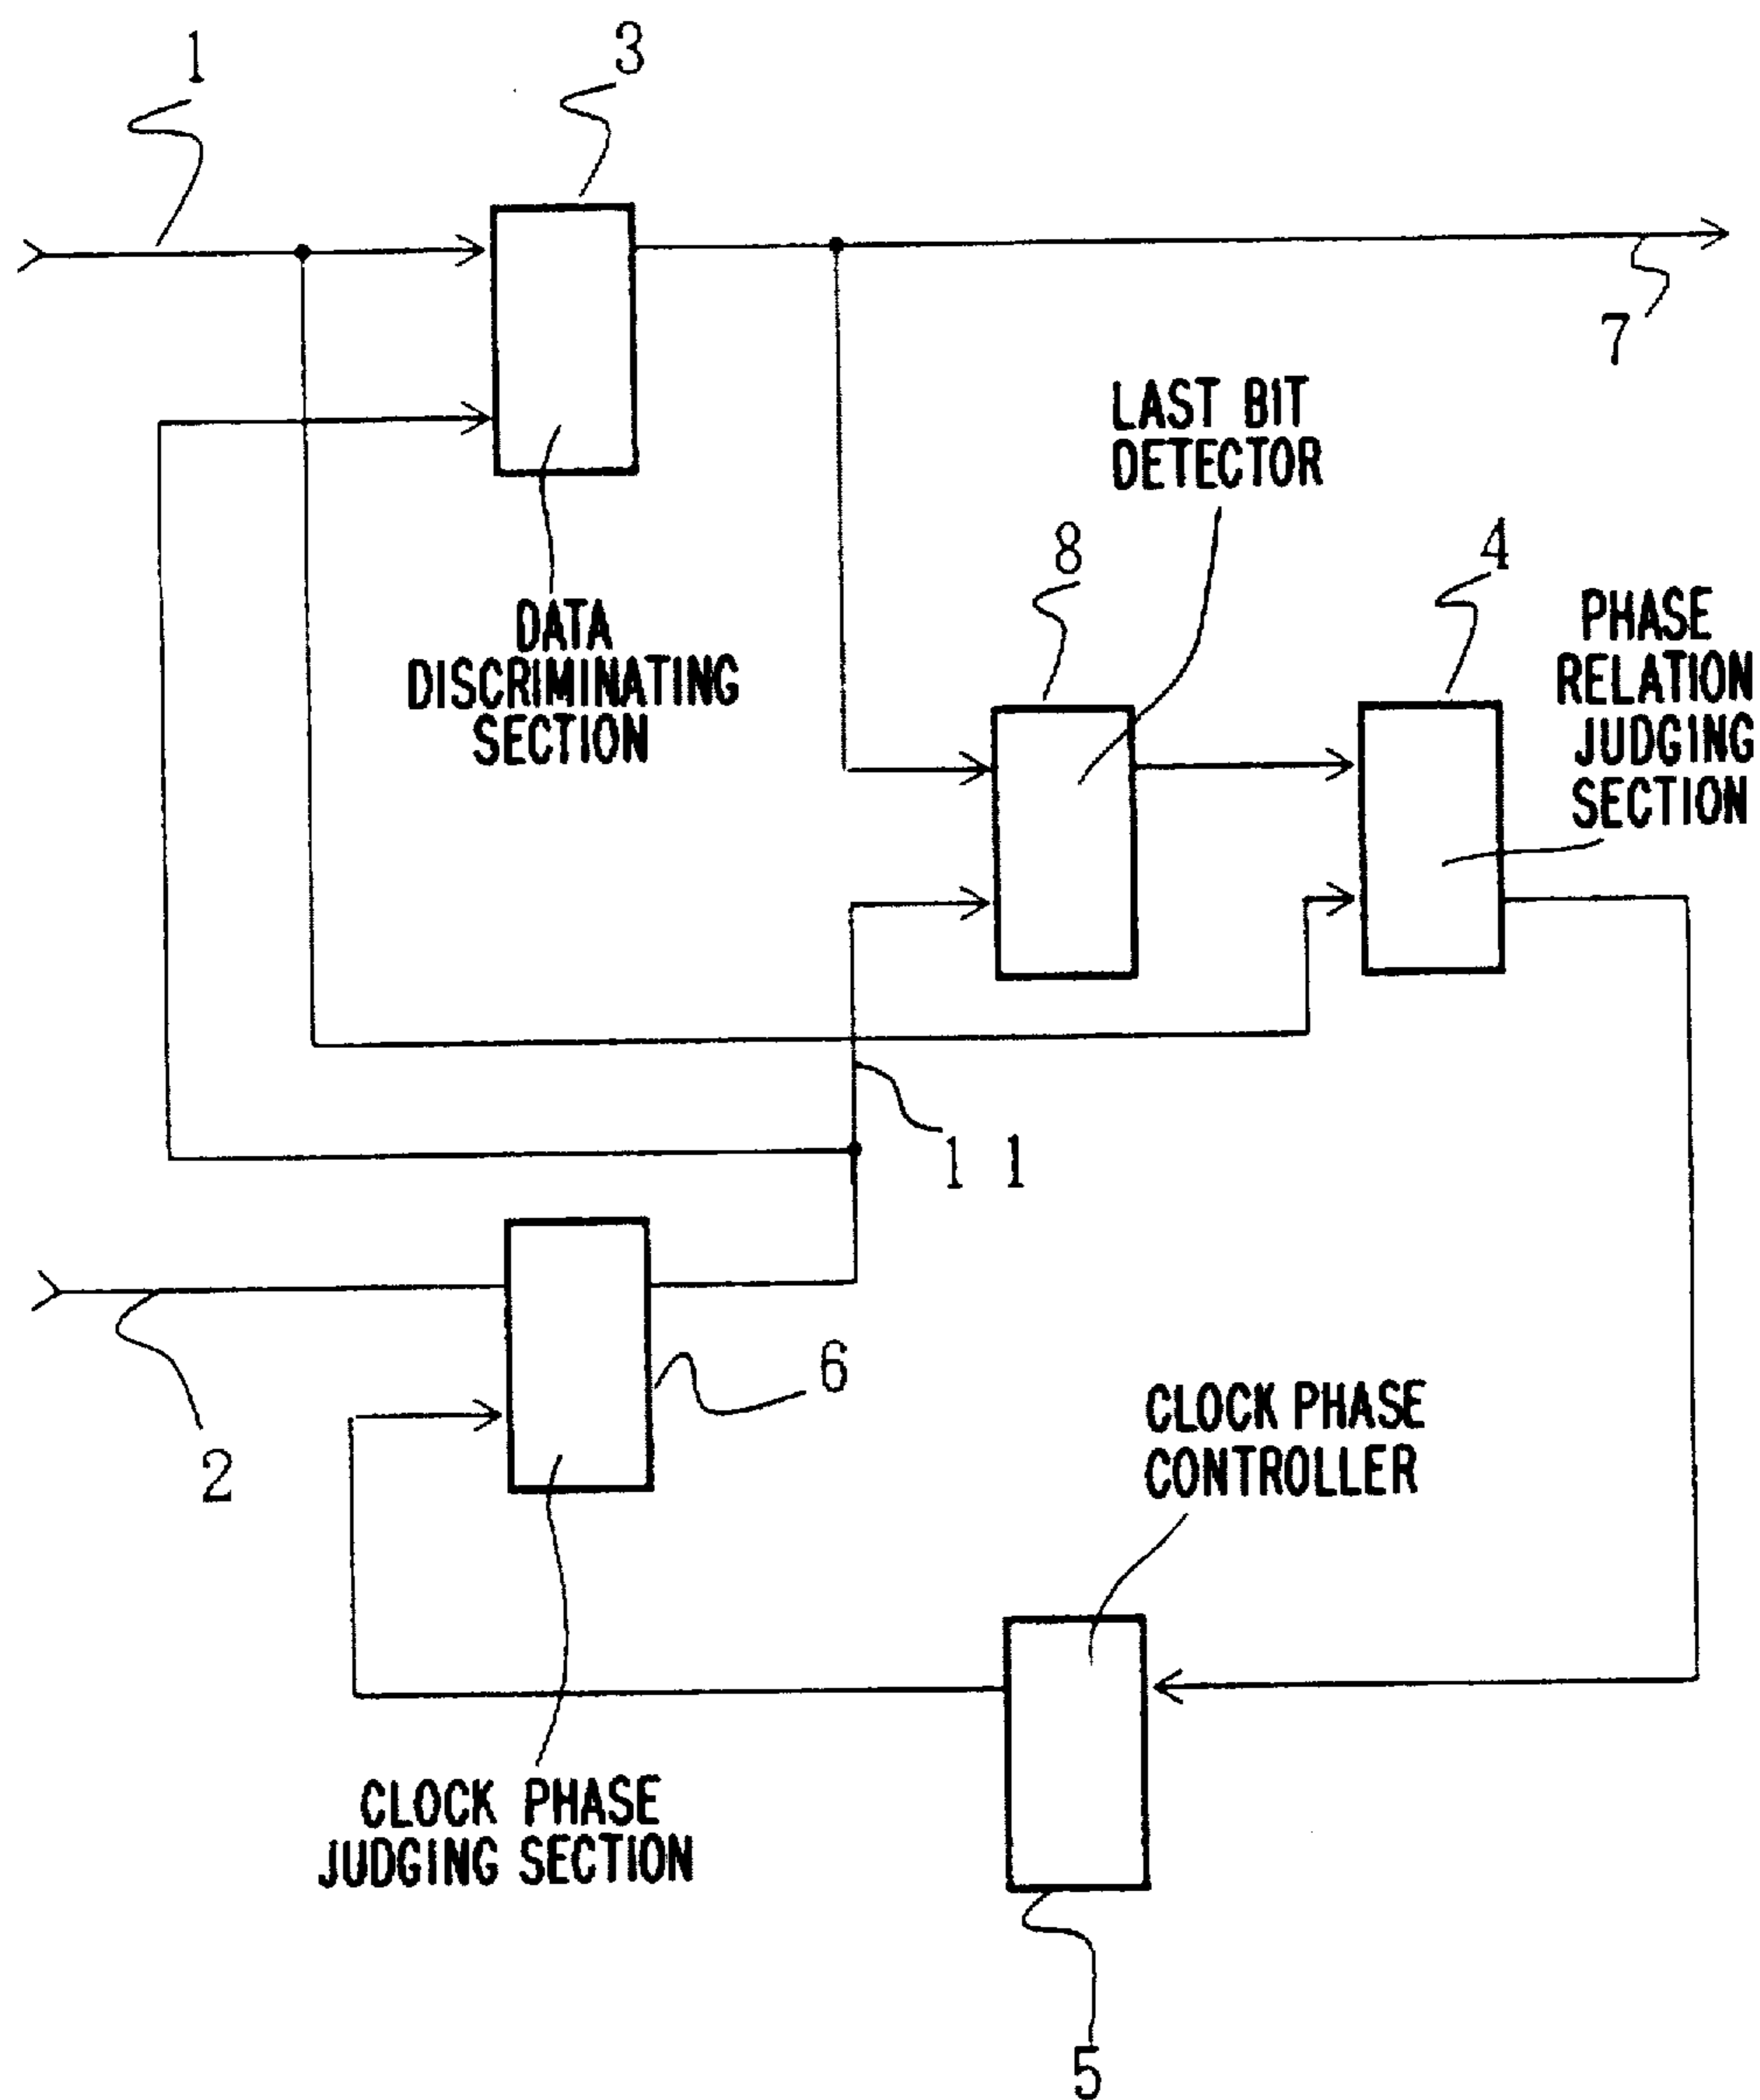 1
3
7
LAST BIT
DETECTOR
8
4
DATA
DISCRIMINATING
SECTION
PHASE
RELATION
JUDGING
SECTION
1 1
2
6
CLOCK PHASE
CONTROLLER
CLOCK PHASE
JUDGING SECTION
5